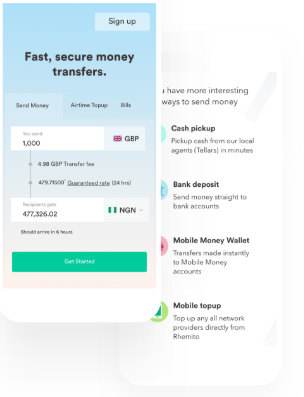 Sign up
Fast, secure money
transfers.
Send Money
Airtime Topup
Bills
You send
1,000
GBP
4.98 GBP Transfer fee
479.71500* Guaranteed rate (24 hrs)
Recipients gets
477,326.02
NGN
Should arrive in 6 hours
Get Started
have more interesting
ways to send money
Cash pickup
Pickup cash from our local
agents (Tellars) in minutes
Bank deposit
Send money straight to
bank accounts
Mobile Money Wallet
Transfers made instantly
to Mobile Money
accounts
Mobile topup
Top up any all network
providers directly from
Rhemito